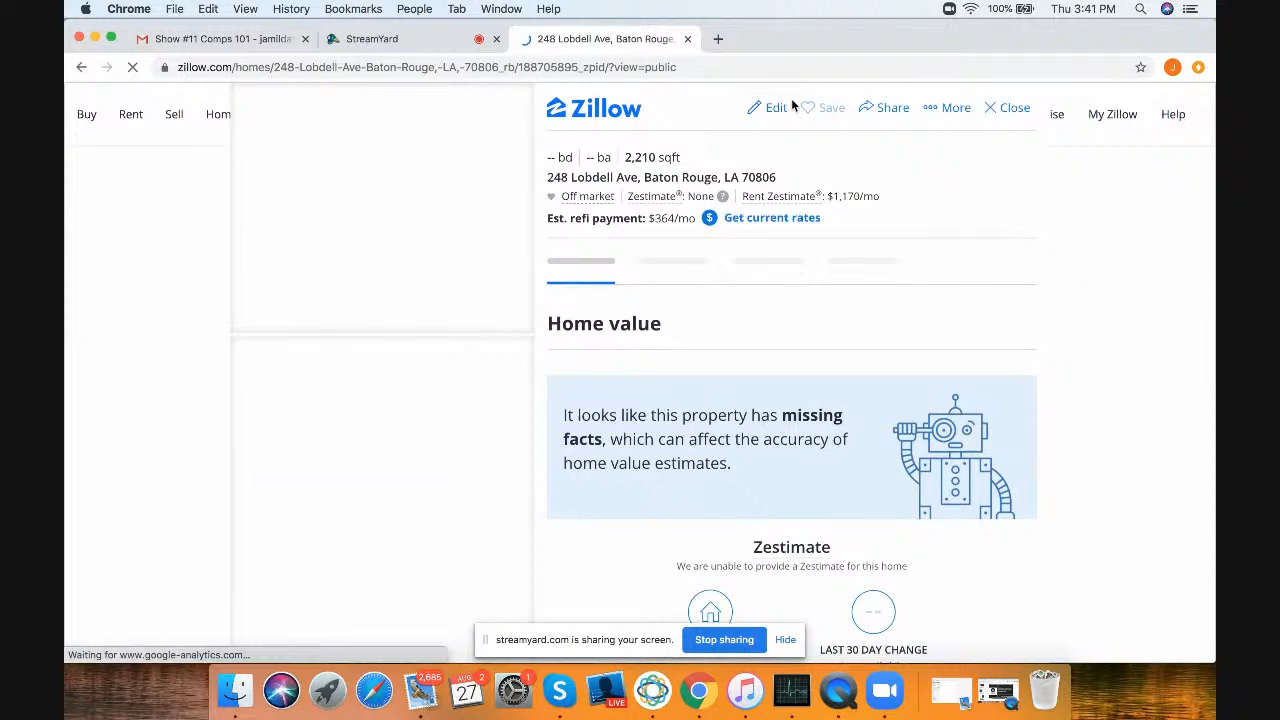 Chrome File Edit View History Bookmarks People Tab Window Help 100% Thu 3:41 PM
Show #11 Comps 101 - jamilda × StreamYard × 248 Lobdell Ave, Baton Rouge, × +
zillow.com/homes/248-Lobdell-Ave-Baton-Rouge,-LA,-70806_rb/188705895_zpid/?view=public J
Buy Rent Sell Hom Zillow Edit Save Share More Close ise My Zillow Help
-- bd -- ba 2,210 sqft
248 Lobdell Ave, Baton Rouge, LA 70806
Off market Zestimate®: None ? Rent Zestimate®: $1,170/mo
Est. refi payment: $364/mo $ Get current rates
Home value
It looks like this property has missing
facts, which can affect the accuracy of
home value estimates.
Zestimate
We are unable to provide a Zestimate for this home
--
streamyard.com is sharing your screen. Stop sharing Hide
LAST 30 DAY CHANGE
Waiting for www.google-analytics.com...
2,685 AUG 27 2 1 S LIVE